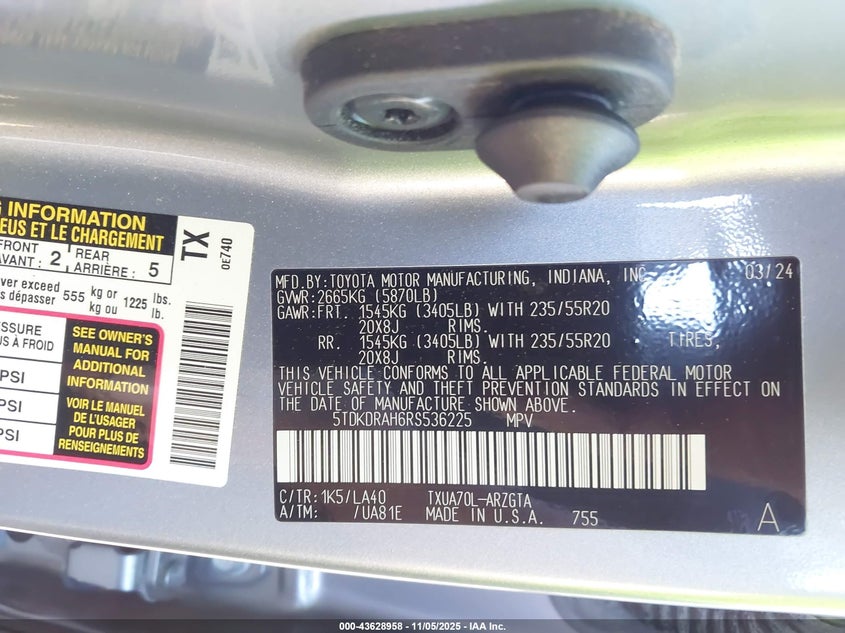 G INFORMATION
EUS ET LE CHARGEMENT
FRONT
AVANT : 2
REAR
ARRIÈRE : 5
ever exceed
s dépasser 555 kg or
kg ou 1225 lbs.
lb.
TX
0E740
RESSURE
S À FROID
PSI
PSI
PSI
SEE OWNER'S
MANUAL FOR
ADDITIONAL
INFORMATION
VOIR LE MANUEL
DE L'USAGER
POUR PLUS DE
RENSEIGNEMENTS
MFD.BY:TOYOTA MOTOR MANUFACTURING, INDIANA, INC 03/24
GVWR:2665KG (5870LB)
GAWR:FRT. 1545KG (3405LB) WITH 235/55R20
20X8J RIMS.
RR. 1545KG (3405LB) WITH 235/55R20 TIRES,
20X8J RIMS.
THIS VEHICLE CONFORMS TO ALL APPLICABLE FEDERAL MOTOR
VEHICLE SAFETY AND THEFT PREVENTION STANDARDS IN EFFECT ON
THE DATE OF MANUFACTURE SHOWN ABOVE.
5TDKDRAH6RS536225 MPV
C/TR: 1K5/LA40 TXUA70L-ARZGTA
A/TM: /UA81E MADE IN U.S.A. 755
A
000-43628958 - 11/05/2025 - IAA Inc.